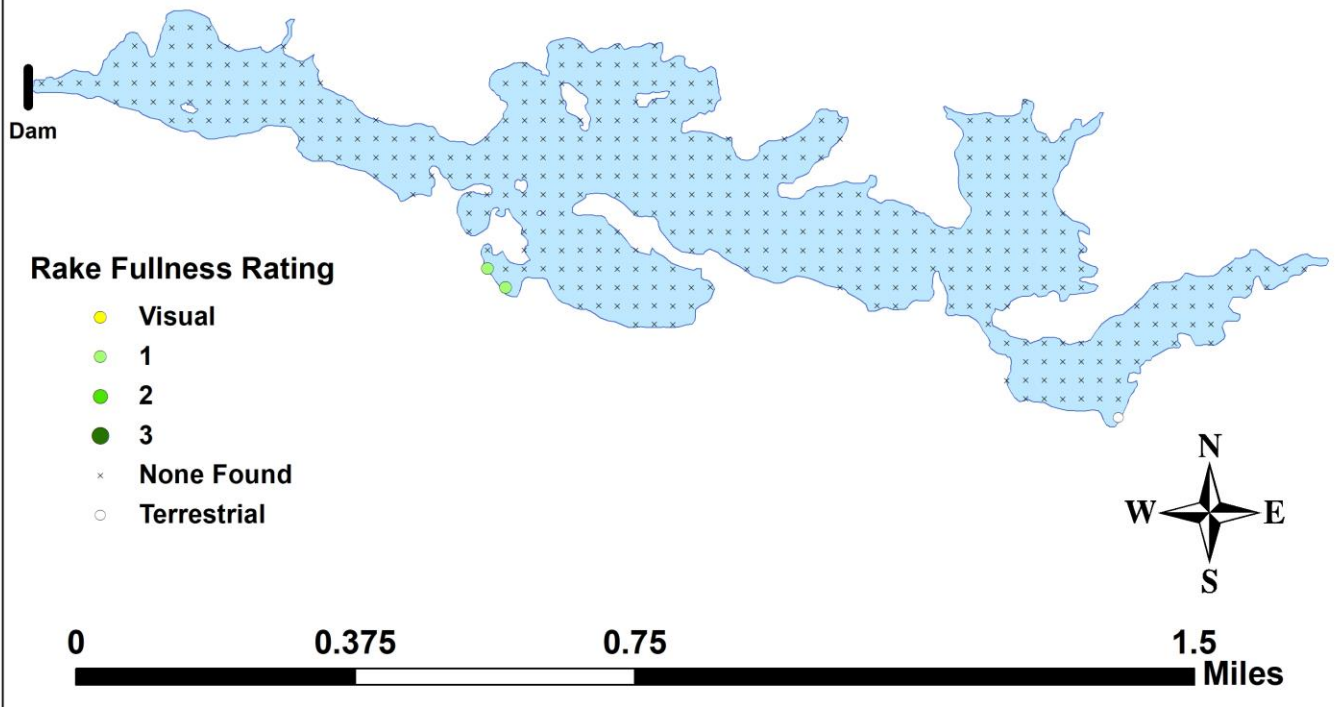 Dam
Rake Fullness Rating
Visual
1
2
3
None Found
Terrestrial
N
W E
S
0 0.375 0.75 1.5
Miles